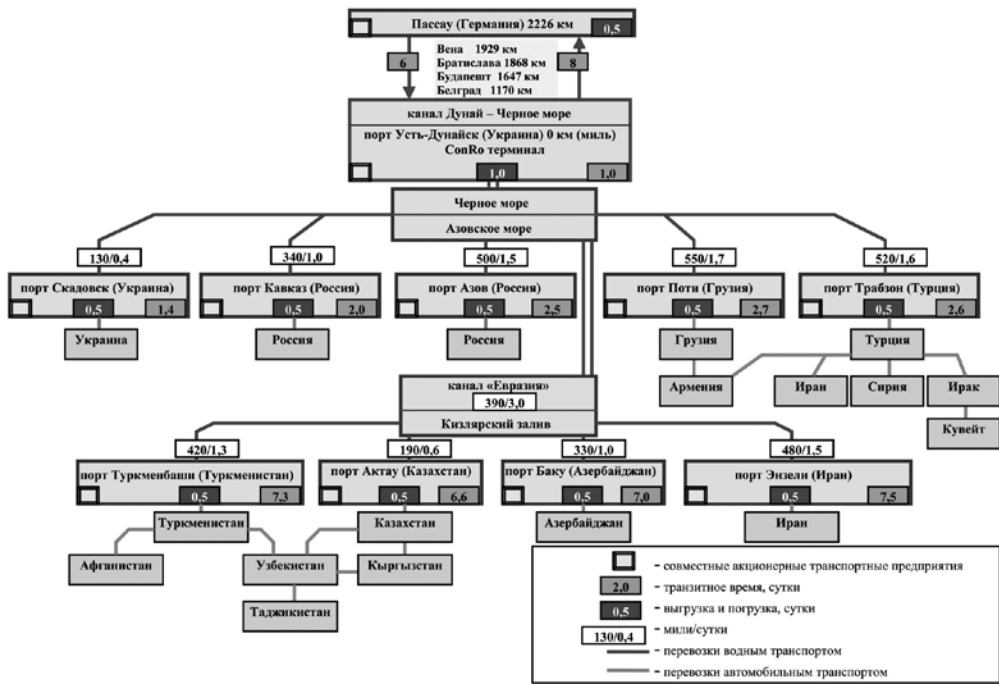 Пассау (Германия) 2226 км
0,5
6
Вена 1929 км
Братислава 1868 км
Будапешт 1647 км
Белград 1170 км
8
канал Дунай – Черное море
порт Усть-Дунайск (Украина) 0 км (миль)
ConRo терминал
1,0
1,0
Черное море
Азовское море
130/0,4
340/1,0
500/1,5
550/1,7
520/1,6
порт Скадовск (Украина)
0,5
1,4
порт Кавказ (Россия)
0,5
2,0
порт Азов (Россия)
0,5
2,5
порт Поти (Грузия)
0,5
2,7
порт Трабзон (Турция)
0,5
2,6
Украина
Россия
Россия
Грузия
Турция
Армения
Иран
Сирия
Ирак
Кувейт
канал «Евразия»
390/3,0
Кизлярский залив
420/1,3
190/0,6
330/1,0
480/1,5
порт Туркменбаши (Туркменистан)
0,5
7,3
порт Актау (Казахстан)
0,5
6,6
порт Баку (Азербайджан)
0,5
7,0
порт Энзели (Иран)
0,5
7,5
Туркменистан
Казахстан
Азербайджан
Иран
Афганистан
Узбекистан
Кыргызстан
Таджикистан
- совместные акционерные транспортные предприятия
2,0
- транзитное время, сутки
0,5
- выгрузка и погрузка, сутки
130/0,4
- мили/сутки
- перевозки водным транспортом
- перевозки автомобильным транспортом